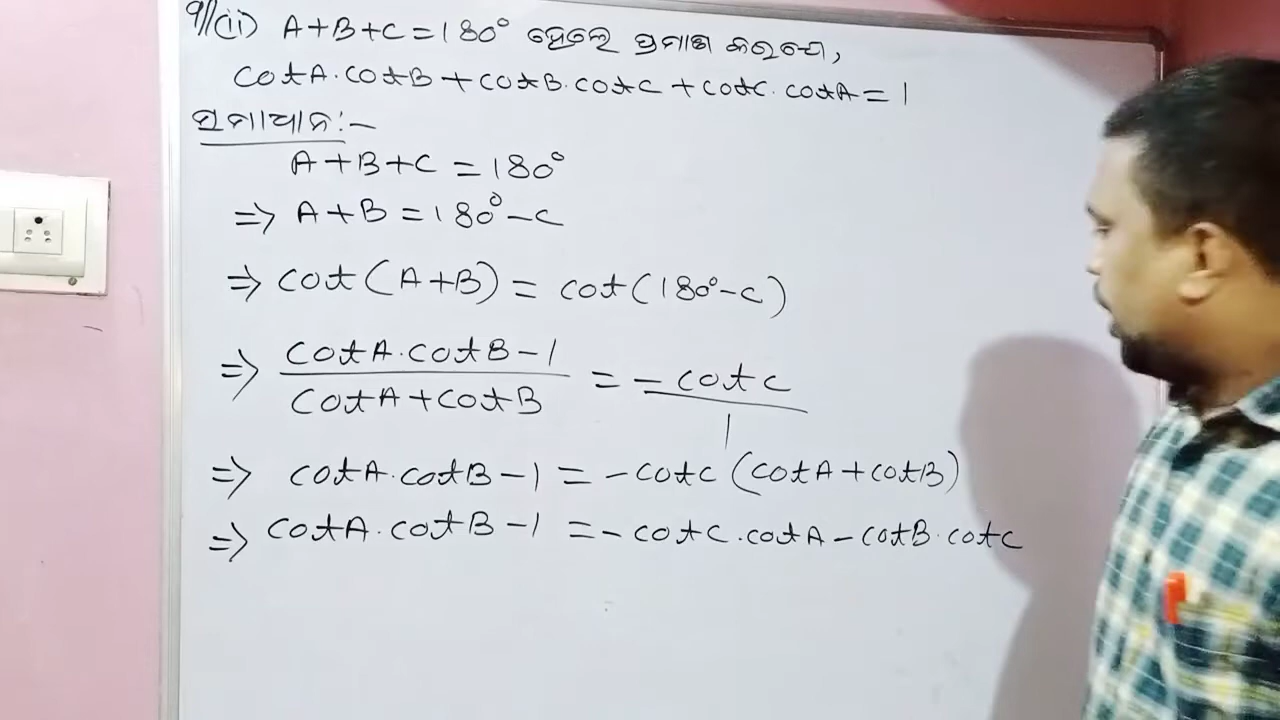 9/(ii) A+B+C=180° ହେଲେ ପ୍ରମାଣ କରଯେ,
cotA.cotB+cotB.cotC+cotC.cotA=1
ସମାଧାନ:-
A+B+C=180°
=> A+B=180°-C
=> cot(A+B)=cot(180°-C)
=> cotA.cotB-1 / cotA+cotB = -cotC / 1
=> cotA.cotB-1=-cotC(cotA+cotB)
=> cotA.cotB-1=-cotC.cotA-cotB.cotC